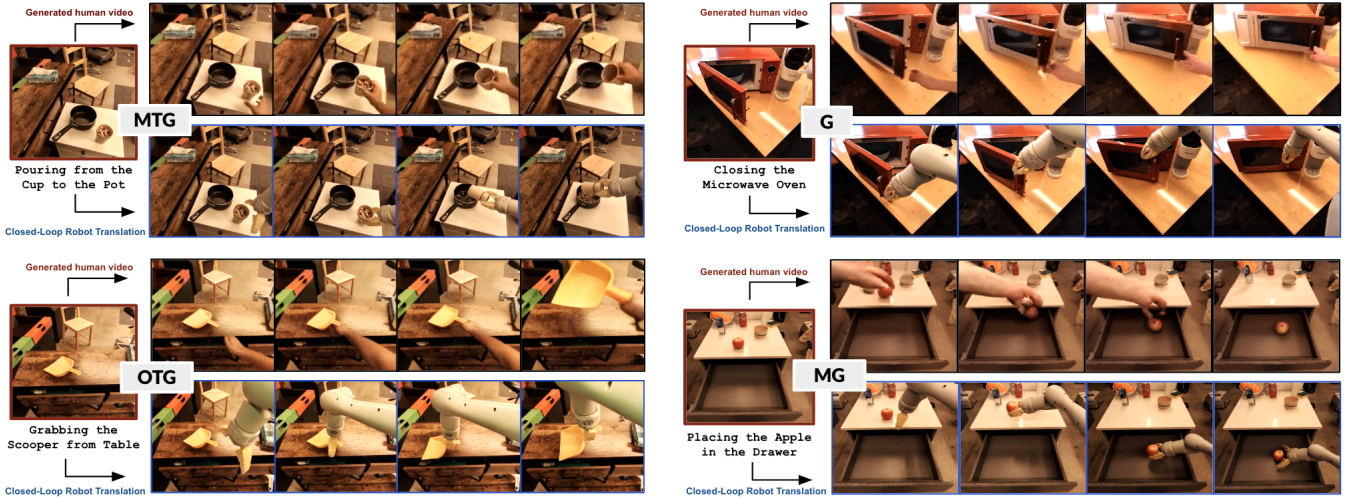 Generated human video
MTG
Pouring from the
Cup to the Pot
Closed-Loop Robot Translation
Generated human video
G
Closing the
Microwave Oven
Closed-Loop Robot Translation
Generated human video
OTG
Grabbing the
Scooper from Table
Closed-Loop Robot Translation
Generated human video
MG
Placing the Apple
in the Drawer
Closed-Loop Robot Translation